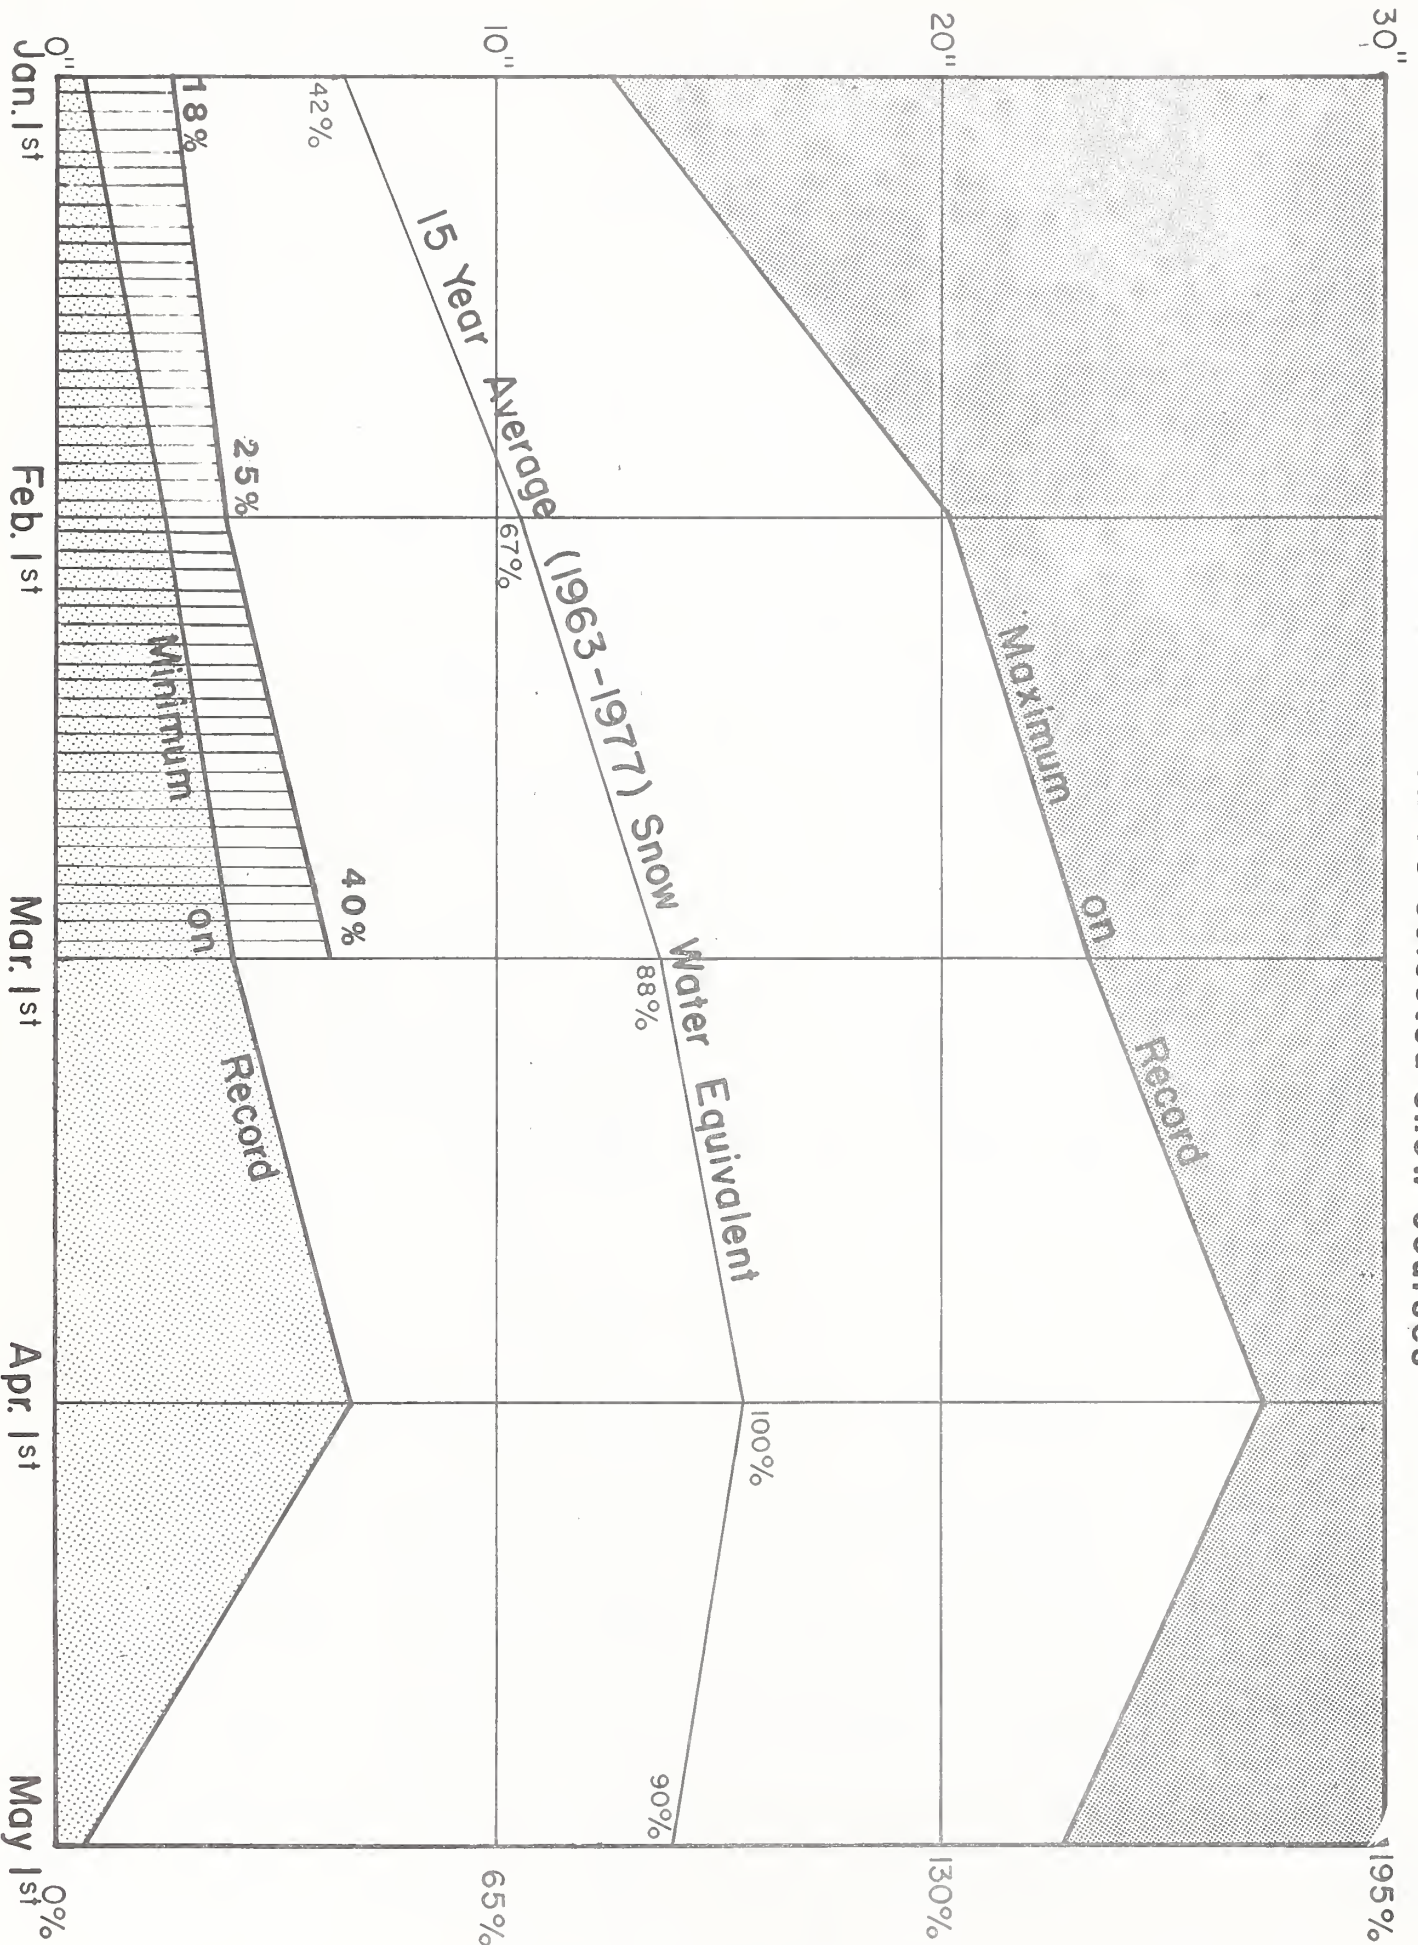 30"
195%
20"
130%
10"
65%
0"
0%
Maximum on Record
15 Year Average (1963-1977) Snow Water Equivalent
42%
67%
88%
100%
90%
18%
25%
40%
Minimum on Record
Jan. 1st
Feb. 1st
Mar. 1st
Apr. 1st
May 1st